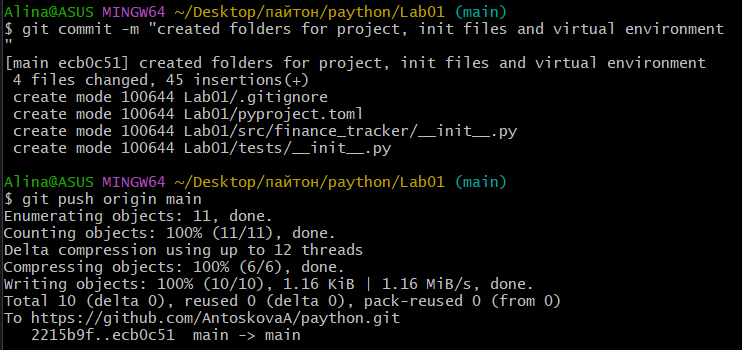 Alina@ASUS MINGW64 ~/Desktop/пайтон/paython/Lab01 (main)
$ git commit -m "created folders for project, init files and virtual environment
"
[main ecb0c51] created folders for project, init files and virtual environment
 4 files changed, 45 insertions(+)
 create mode 100644 Lab01/.gitignore
 create mode 100644 Lab01/pyproject.toml
 create mode 100644 Lab01/src/finance_tracker/__init__.py
 create mode 100644 Lab01/tests/__init__.py

Alina@ASUS MINGW64 ~/Desktop/пайтон/paython/Lab01 (main)
$ git push origin main
Enumerating objects: 11, done.
Counting objects: 100% (11/11), done.
Delta compression using up to 12 threads
Compressing objects: 100% (6/6), done.
Writing objects: 100% (10/10), 1.16 KiB | 1.16 MiB/s, done.
Total 10 (delta 0), reused 0 (delta 0), pack-reused 0 (from 0)
To https://github.com/AntoskovaA/paython.git
   2215b9f..ecb0c51  main -> main